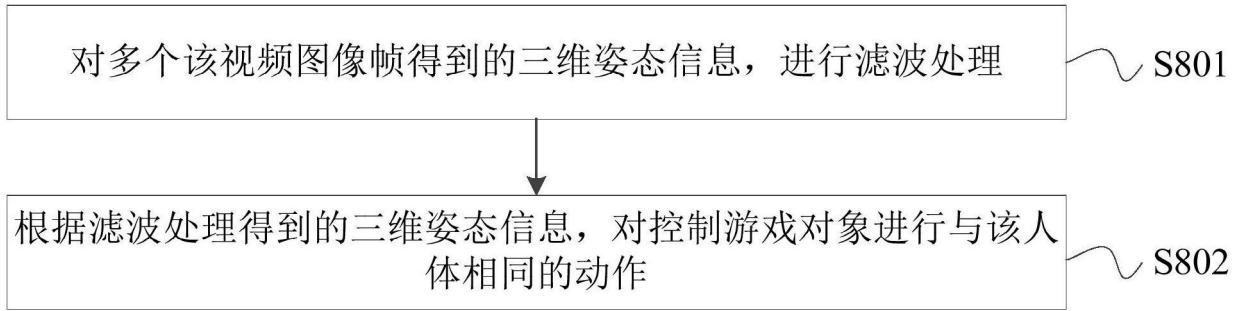 对多个该视频图像帧得到的三维姿态信息，进行滤波处理
S801
根据滤波处理得到的三维姿态信息，对控制游戏对象进行与该人
体相同的动作
S802